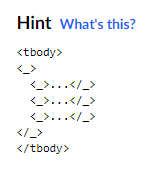 Hint What's this?
<tbody>
<_>
  <_>...</_>
  <_>...</_>
  <_>...</_>
</_>
</tbody>